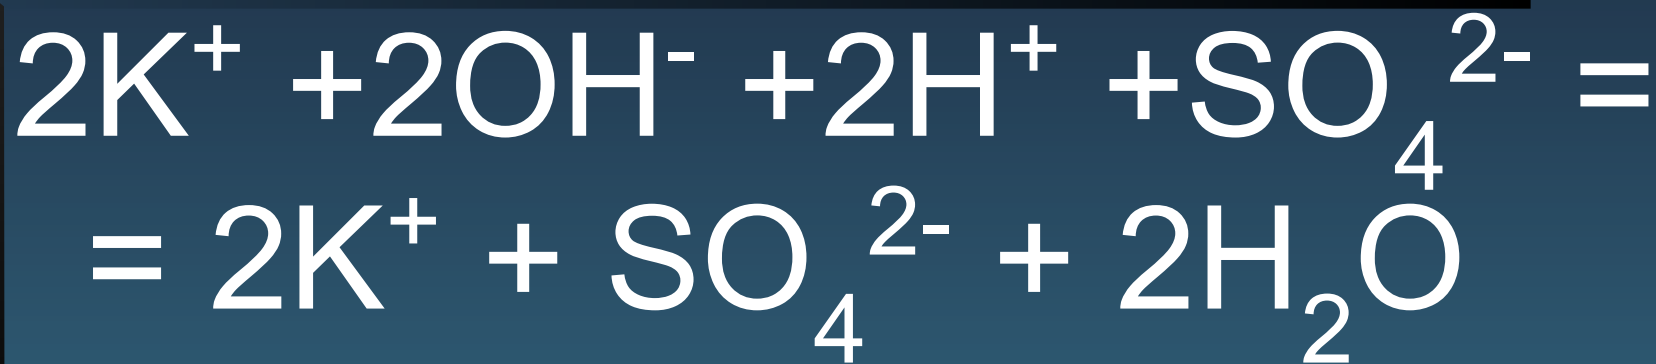 2K⁺ +2OH⁻ +2H⁺ +SO₄²⁻ =
= 2K⁺ + SO₄²⁻ + 2H₂O